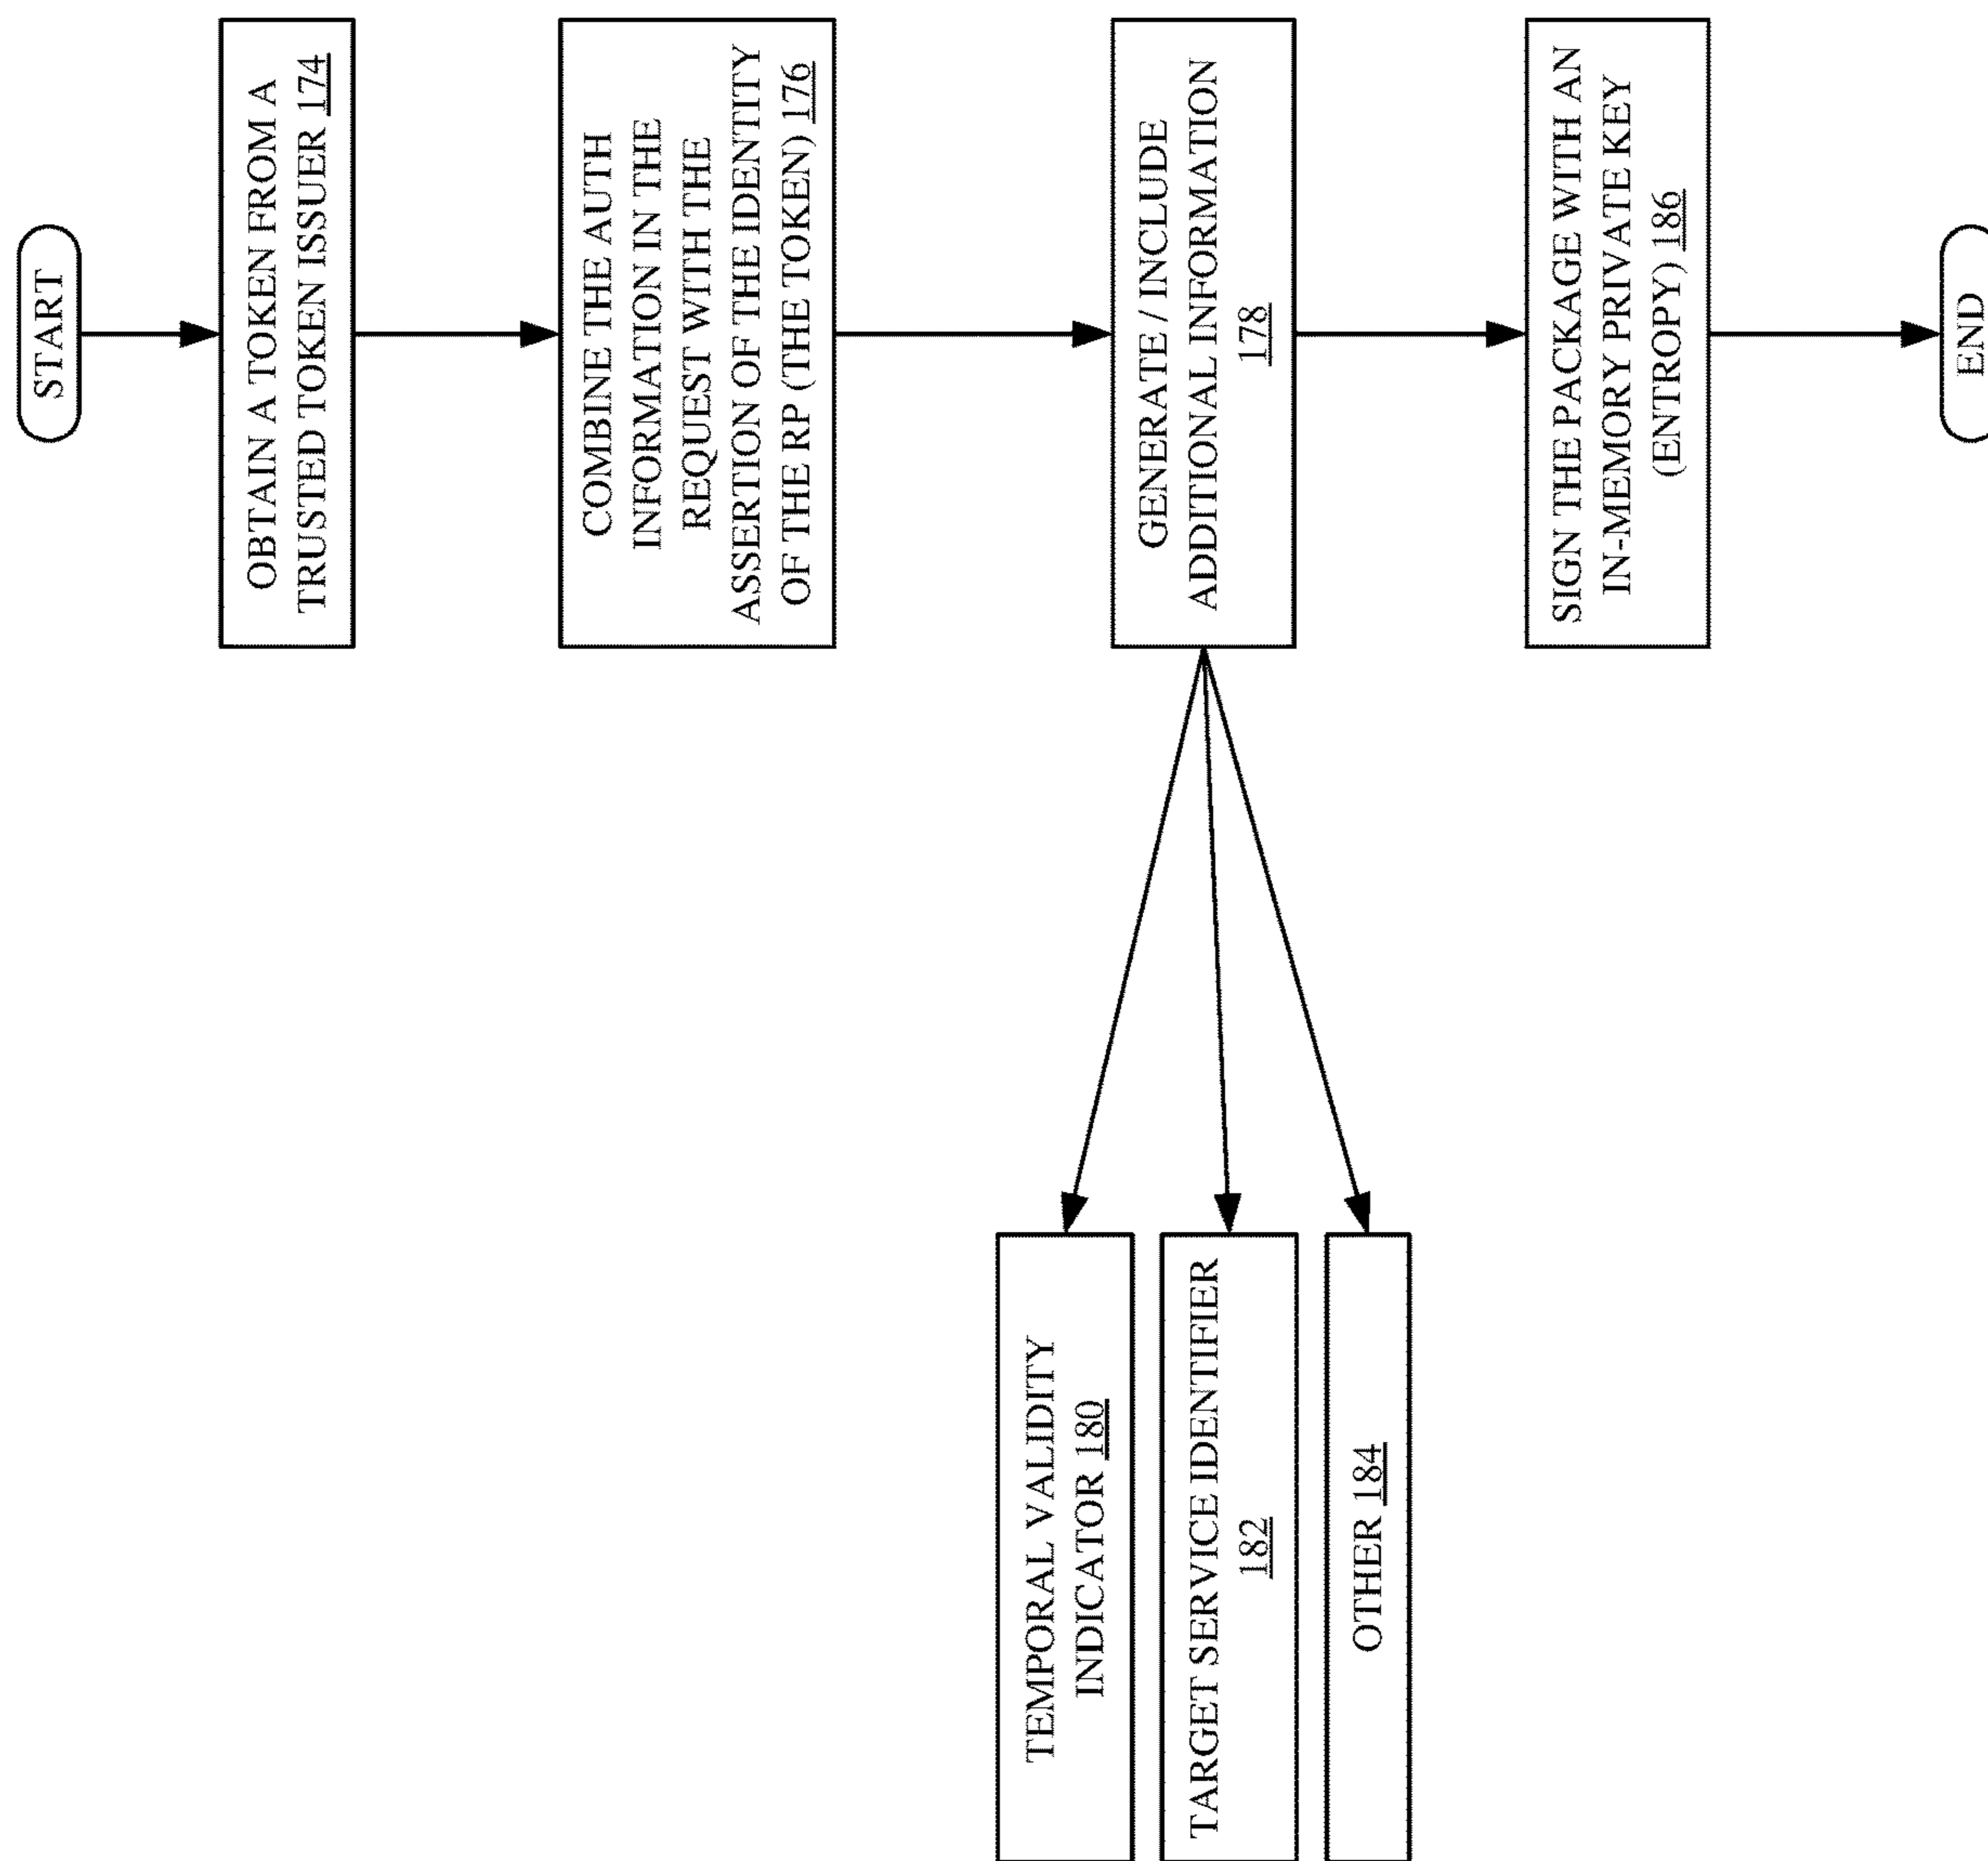 START
OBTAIN A TOKEN FROM A
TRUSTED TOKEN ISSUER 174
COMBINE THE AUTH
INFORMATION IN THE
REQUEST WITH THE
ASSERTION OF THE IDENTITY
OF THE RP (THE TOKEN) 176
GENERATE / INCLUDE
ADDITIONAL INFORMATION
178
TEMPORAL VALIDITY
INDICATOR 180
TARGET SERVICE IDENTIFIER
182
OTHER 184
SIGN THE PACKAGE WITH AN
IN-MEMORY PRIVATE KEY
(ENTROPY) 186
END